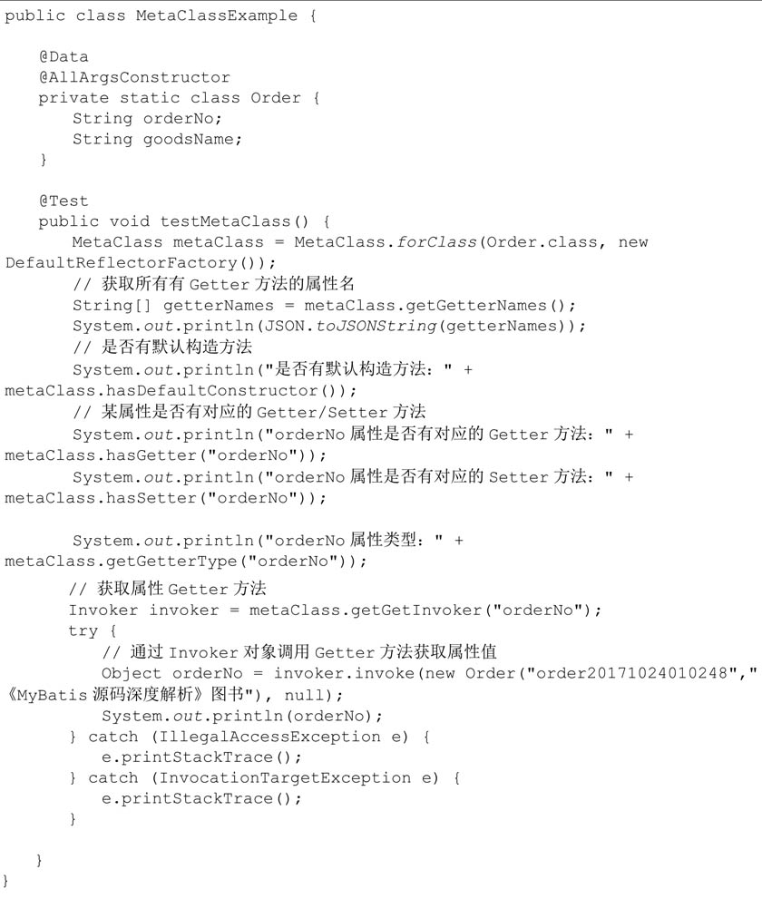 public class MetaClassExample {
@Data
@AllArgsConstructor
private static class Order {
String orderNo;
String goodsName;
}
@Test
public void testMetaClass() {
MetaClass metaClass = MetaClass.forClass(Order.class, new
DefaultReflectorFactory());
// 获取所有有 Getter 方法的属性名
String[] getterNames = metaClass.getGetterNames();
System.out.println(JSON.toJSONString(getterNames));
// 是否有默认构造方法
System.out.println("是否有默认构造方法：" +
metaClass.hasDefaultConstructor());
// 某属性是否有对应的 Getter/Setter 方法
System.out.println("orderNo 属性是否有对应的 Getter 方法：" +
metaClass.hasGetter("orderNo"));
System.out.println("orderNo 属性是否有对应的 Setter 方法：" +
metaClass.hasSetter("orderNo"));
System.out.println("orderNo 属性类型：" +
metaClass.getGetterType("orderNo"));
// 获取属性 Getter 方法
Invoker invoker = metaClass.getGetInvoker("orderNo");
try {
// 通过 Invoker 对象调用 Getter 方法获取属性值
Object orderNo = invoker.invoke(new Order("order20171024010248","
《MyBatis 源码深度解析》图书"), null);
System.out.println(orderNo);
} catch (IllegalAccessException e) {
e.printStackTrace();
} catch (InvocationTargetException e) {
e.printStackTrace();
}
}
}